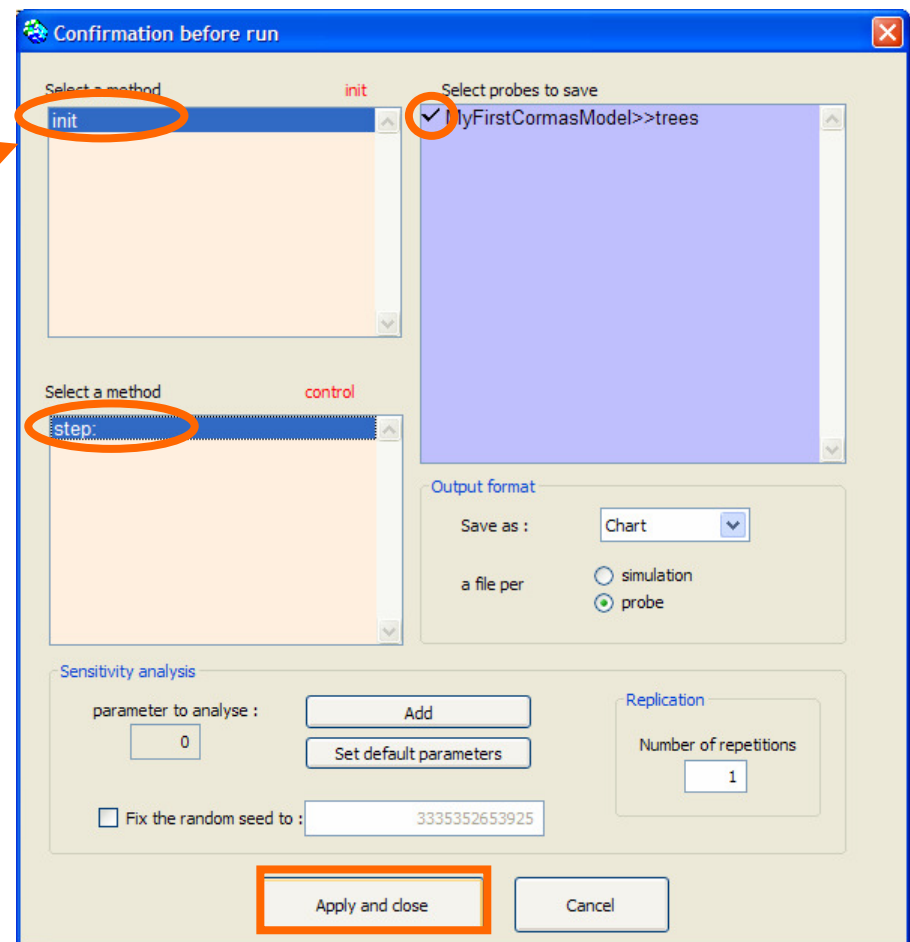 Confirmation before run
Select a method init
init
Select probes to save
MyFirstCormasModel>>trees
Select a method control
step:
Output format
Save as : Chart
a file per
simulation
probe
Sensitivity analysis
parameter to analyse :
0
Add
Set default parameters
Fix the random seed to : 3335352653925
Replication
Number of repetitions
1
Apply and close
Cancel